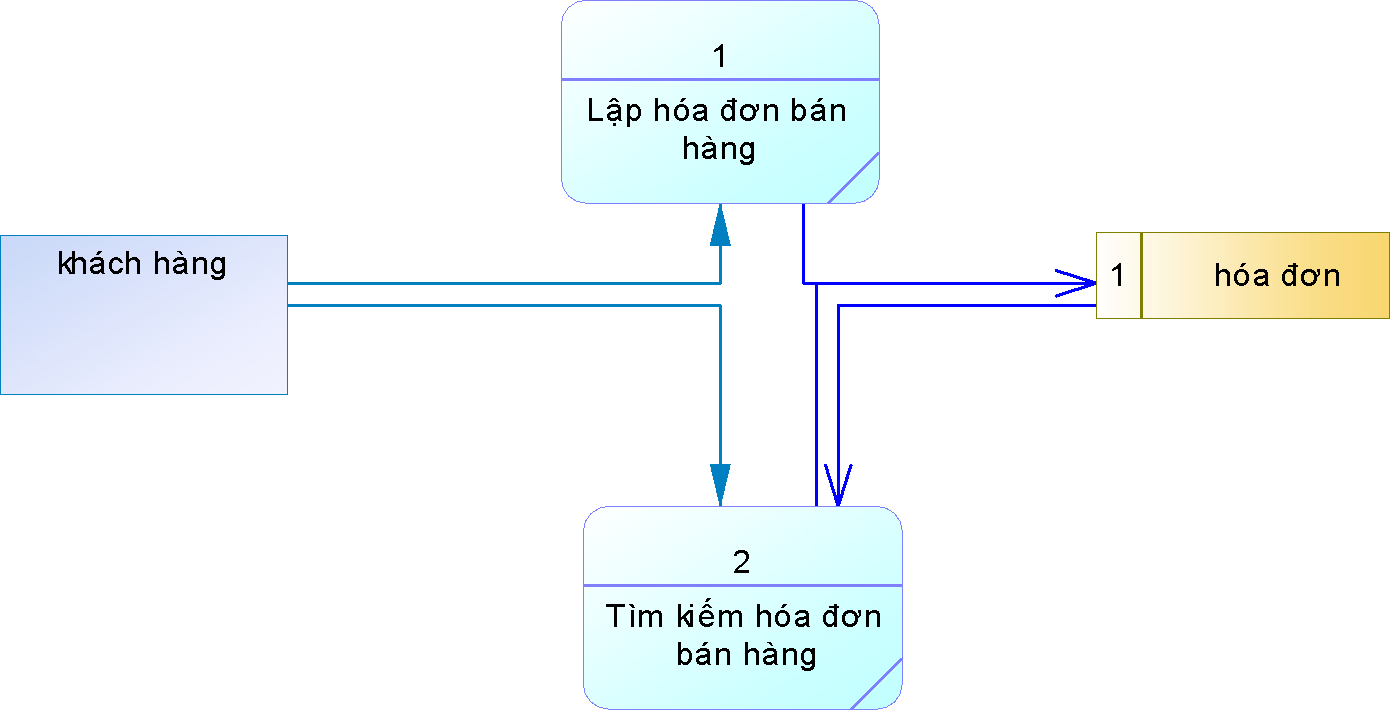 1
Lập hóa đơn bán
hàng
khách hàng
1
hóa đơn
2
Tìm kiếm hóa đơn
bán hàng